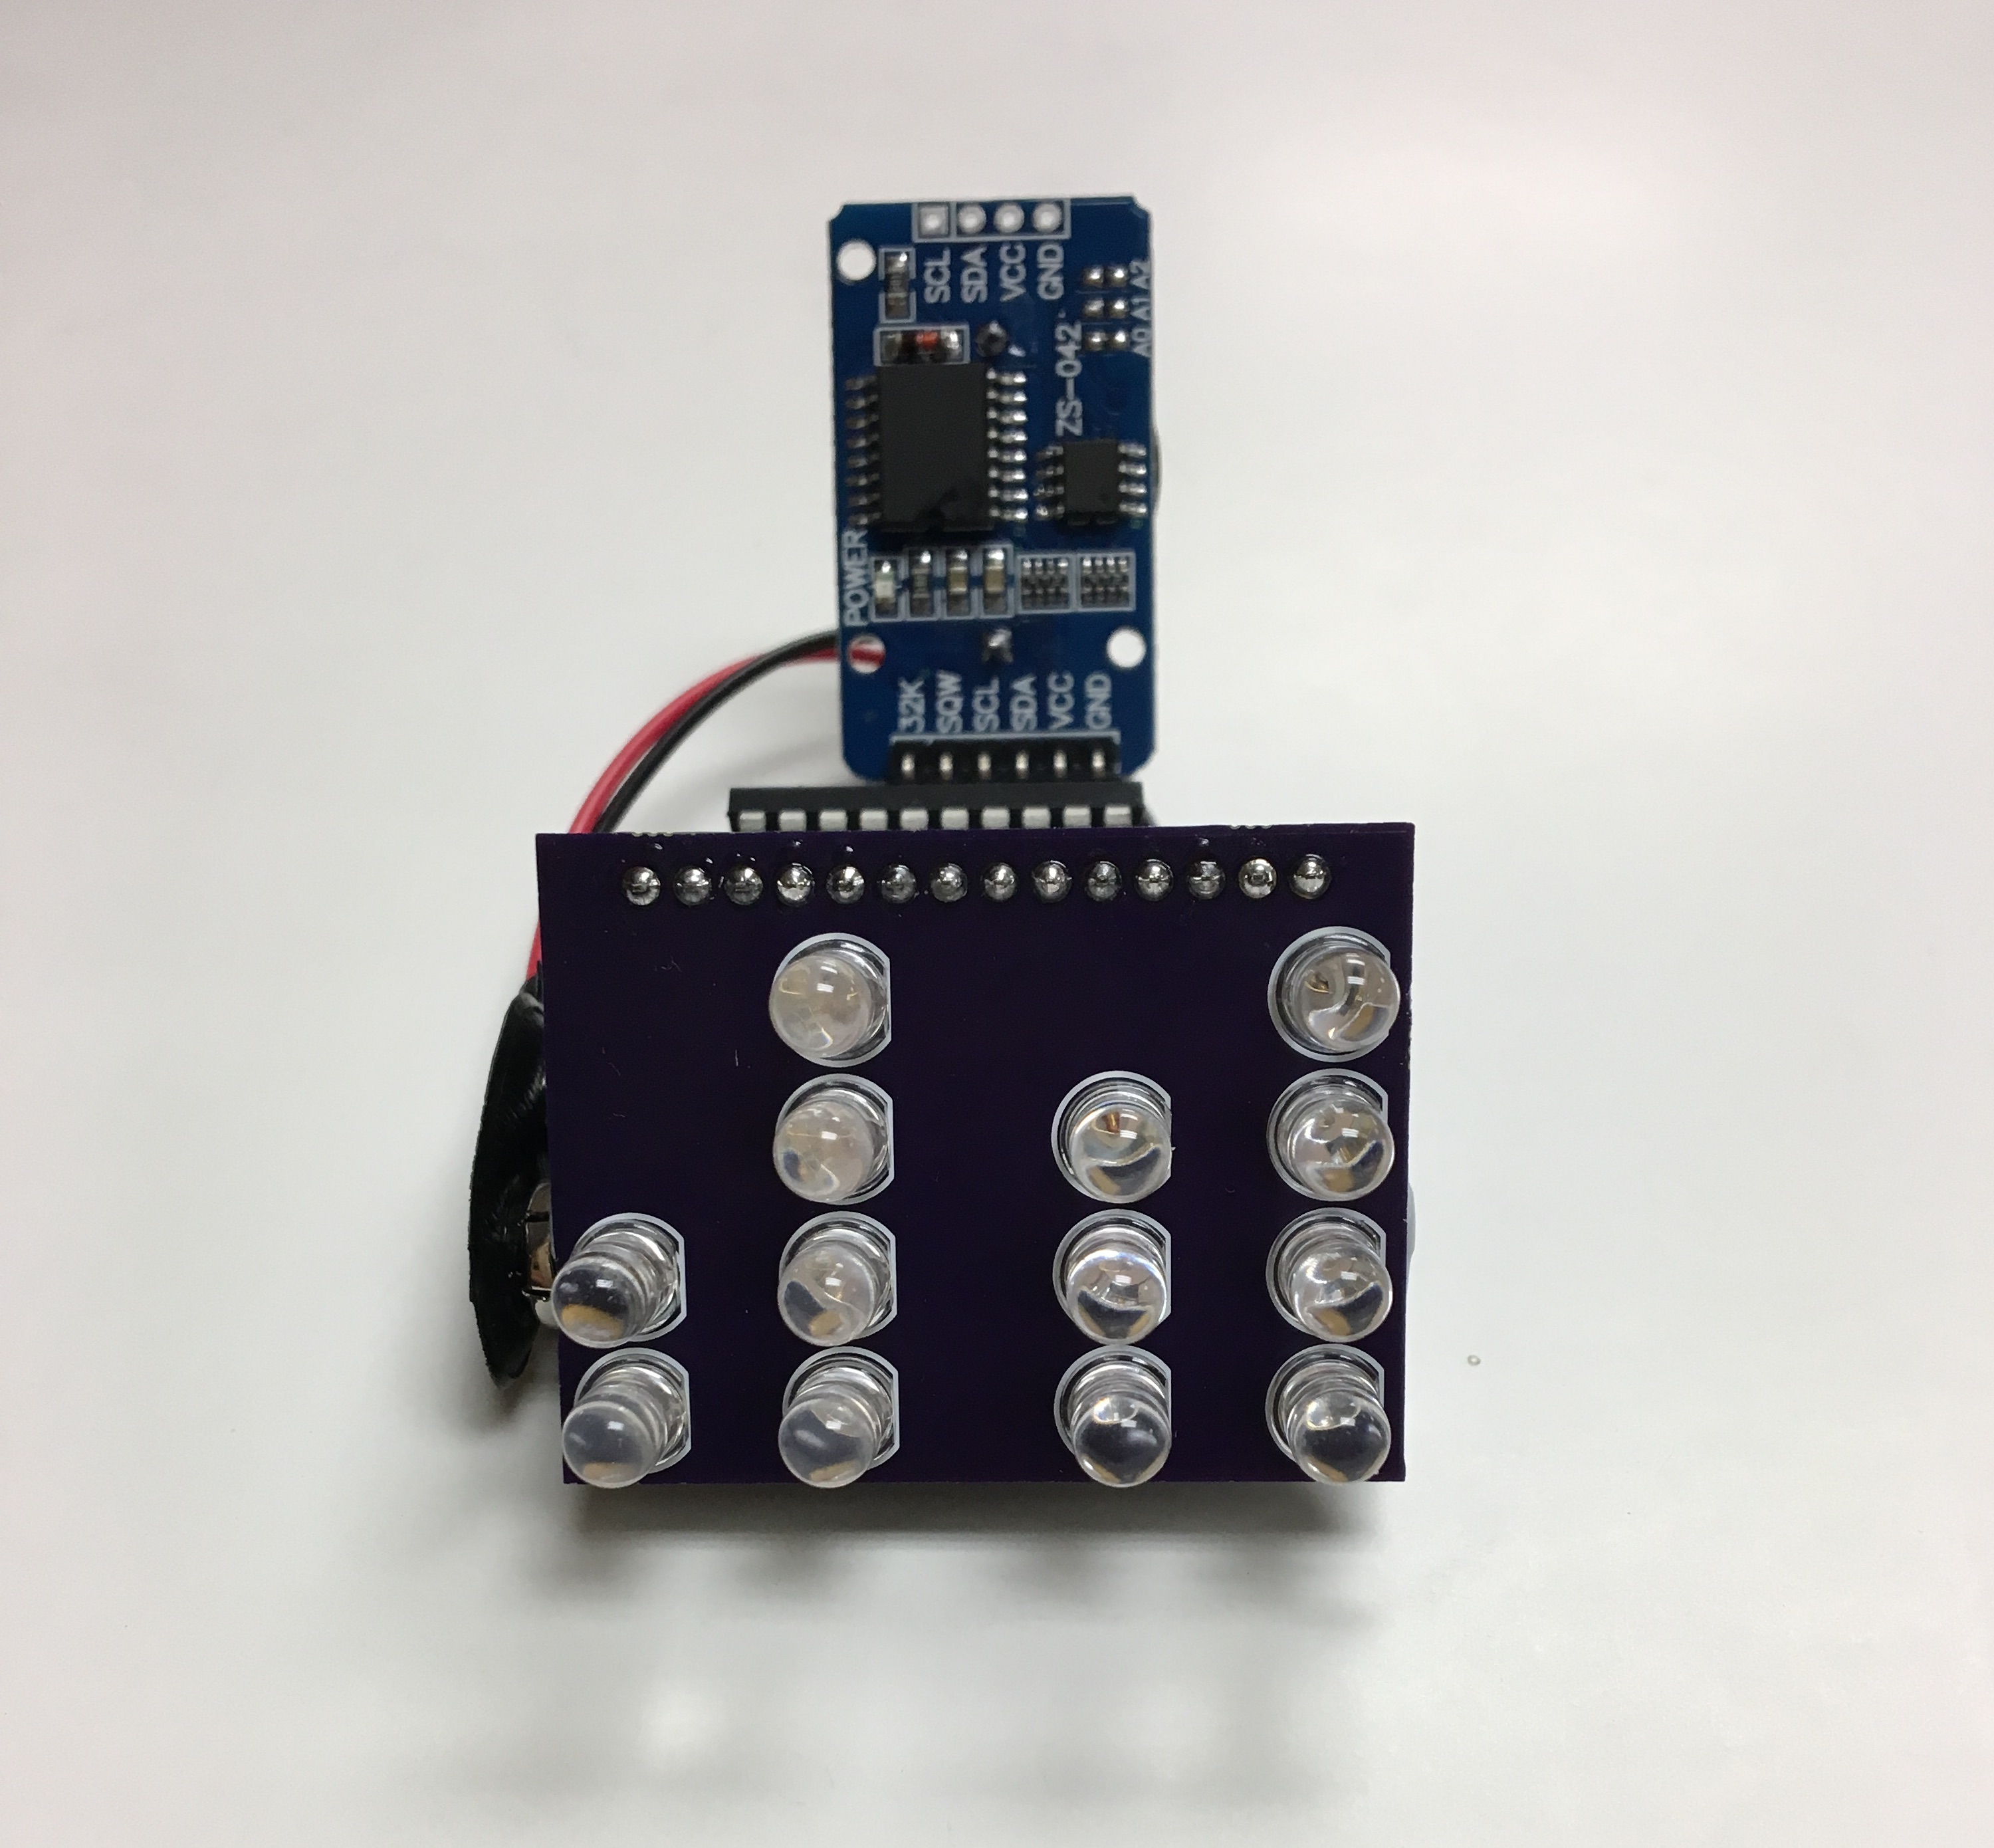 SCL SDA VCC GND
A0 A1 A2
ZS-042
POWER
32K SQW SCL SDA VCC GND